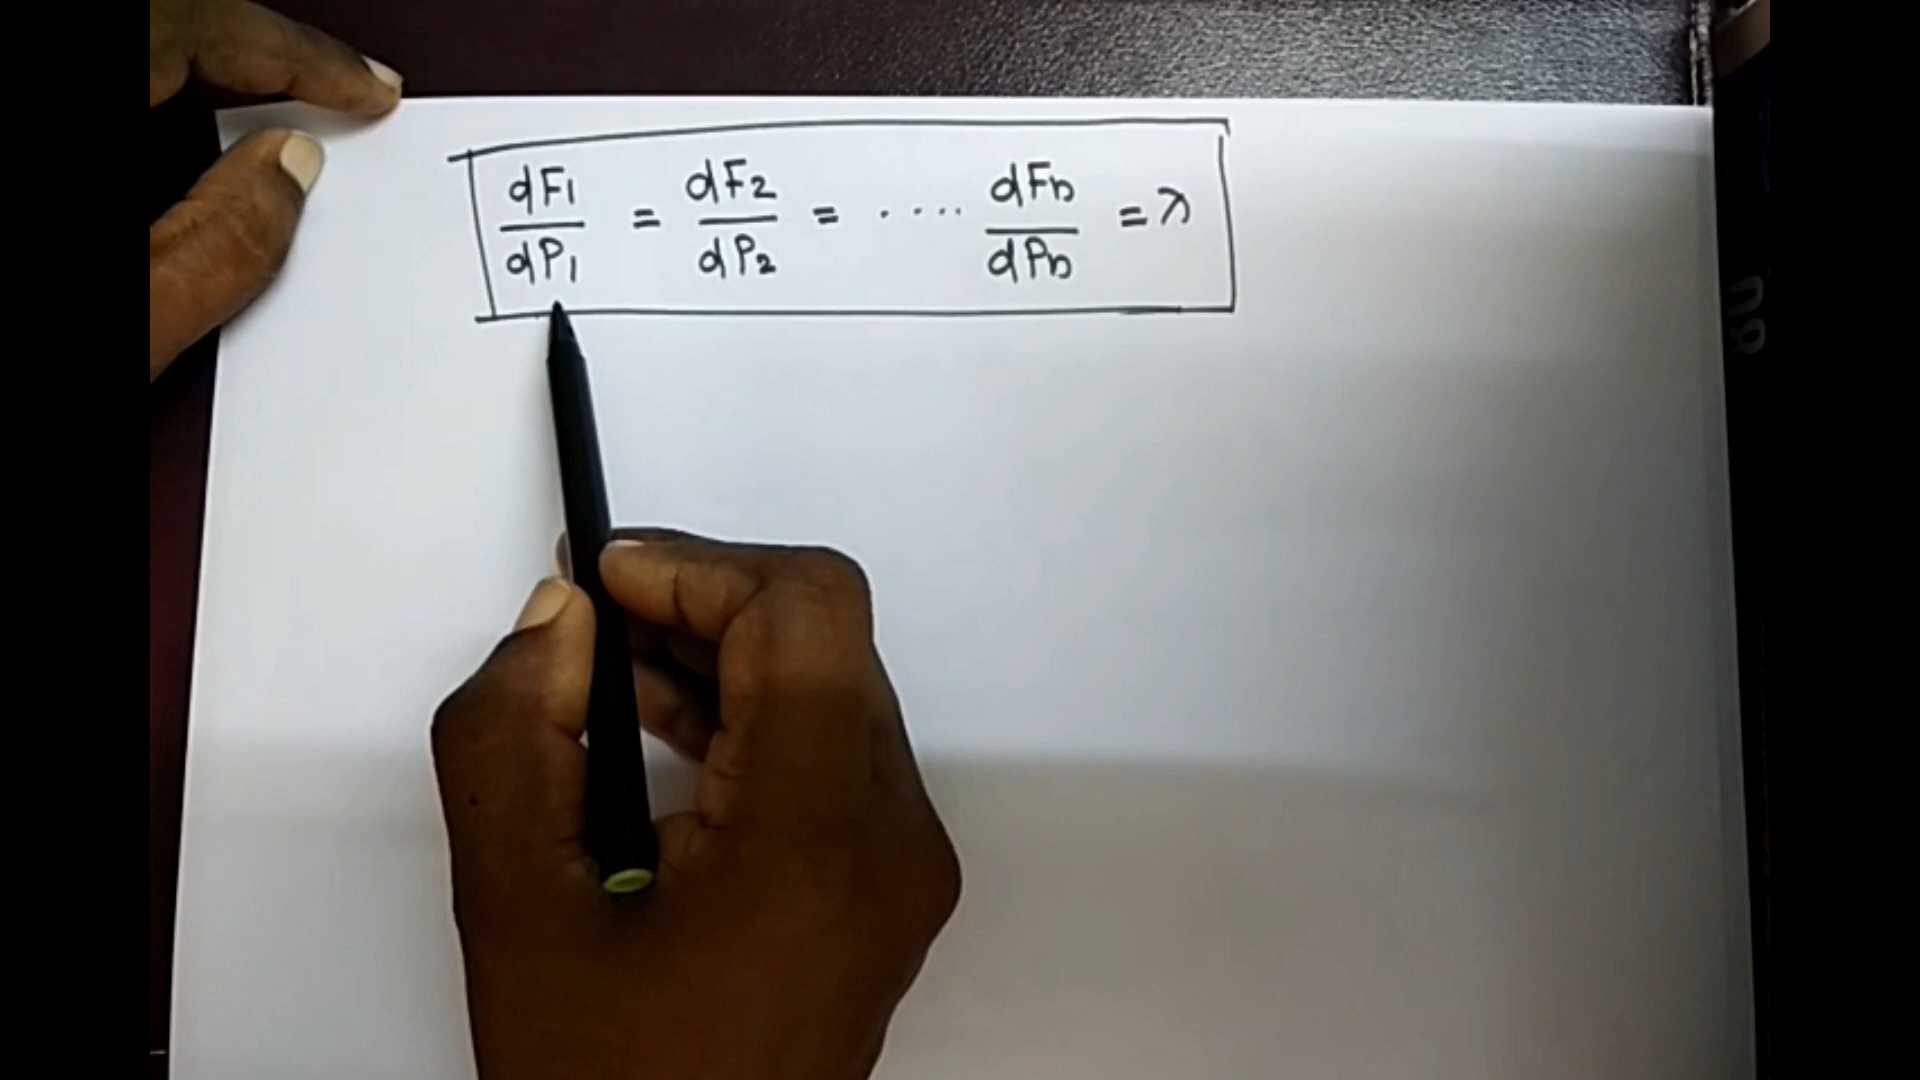 dF1/dP1 = dF2/dP2 = ..... dFn/dPn = λ